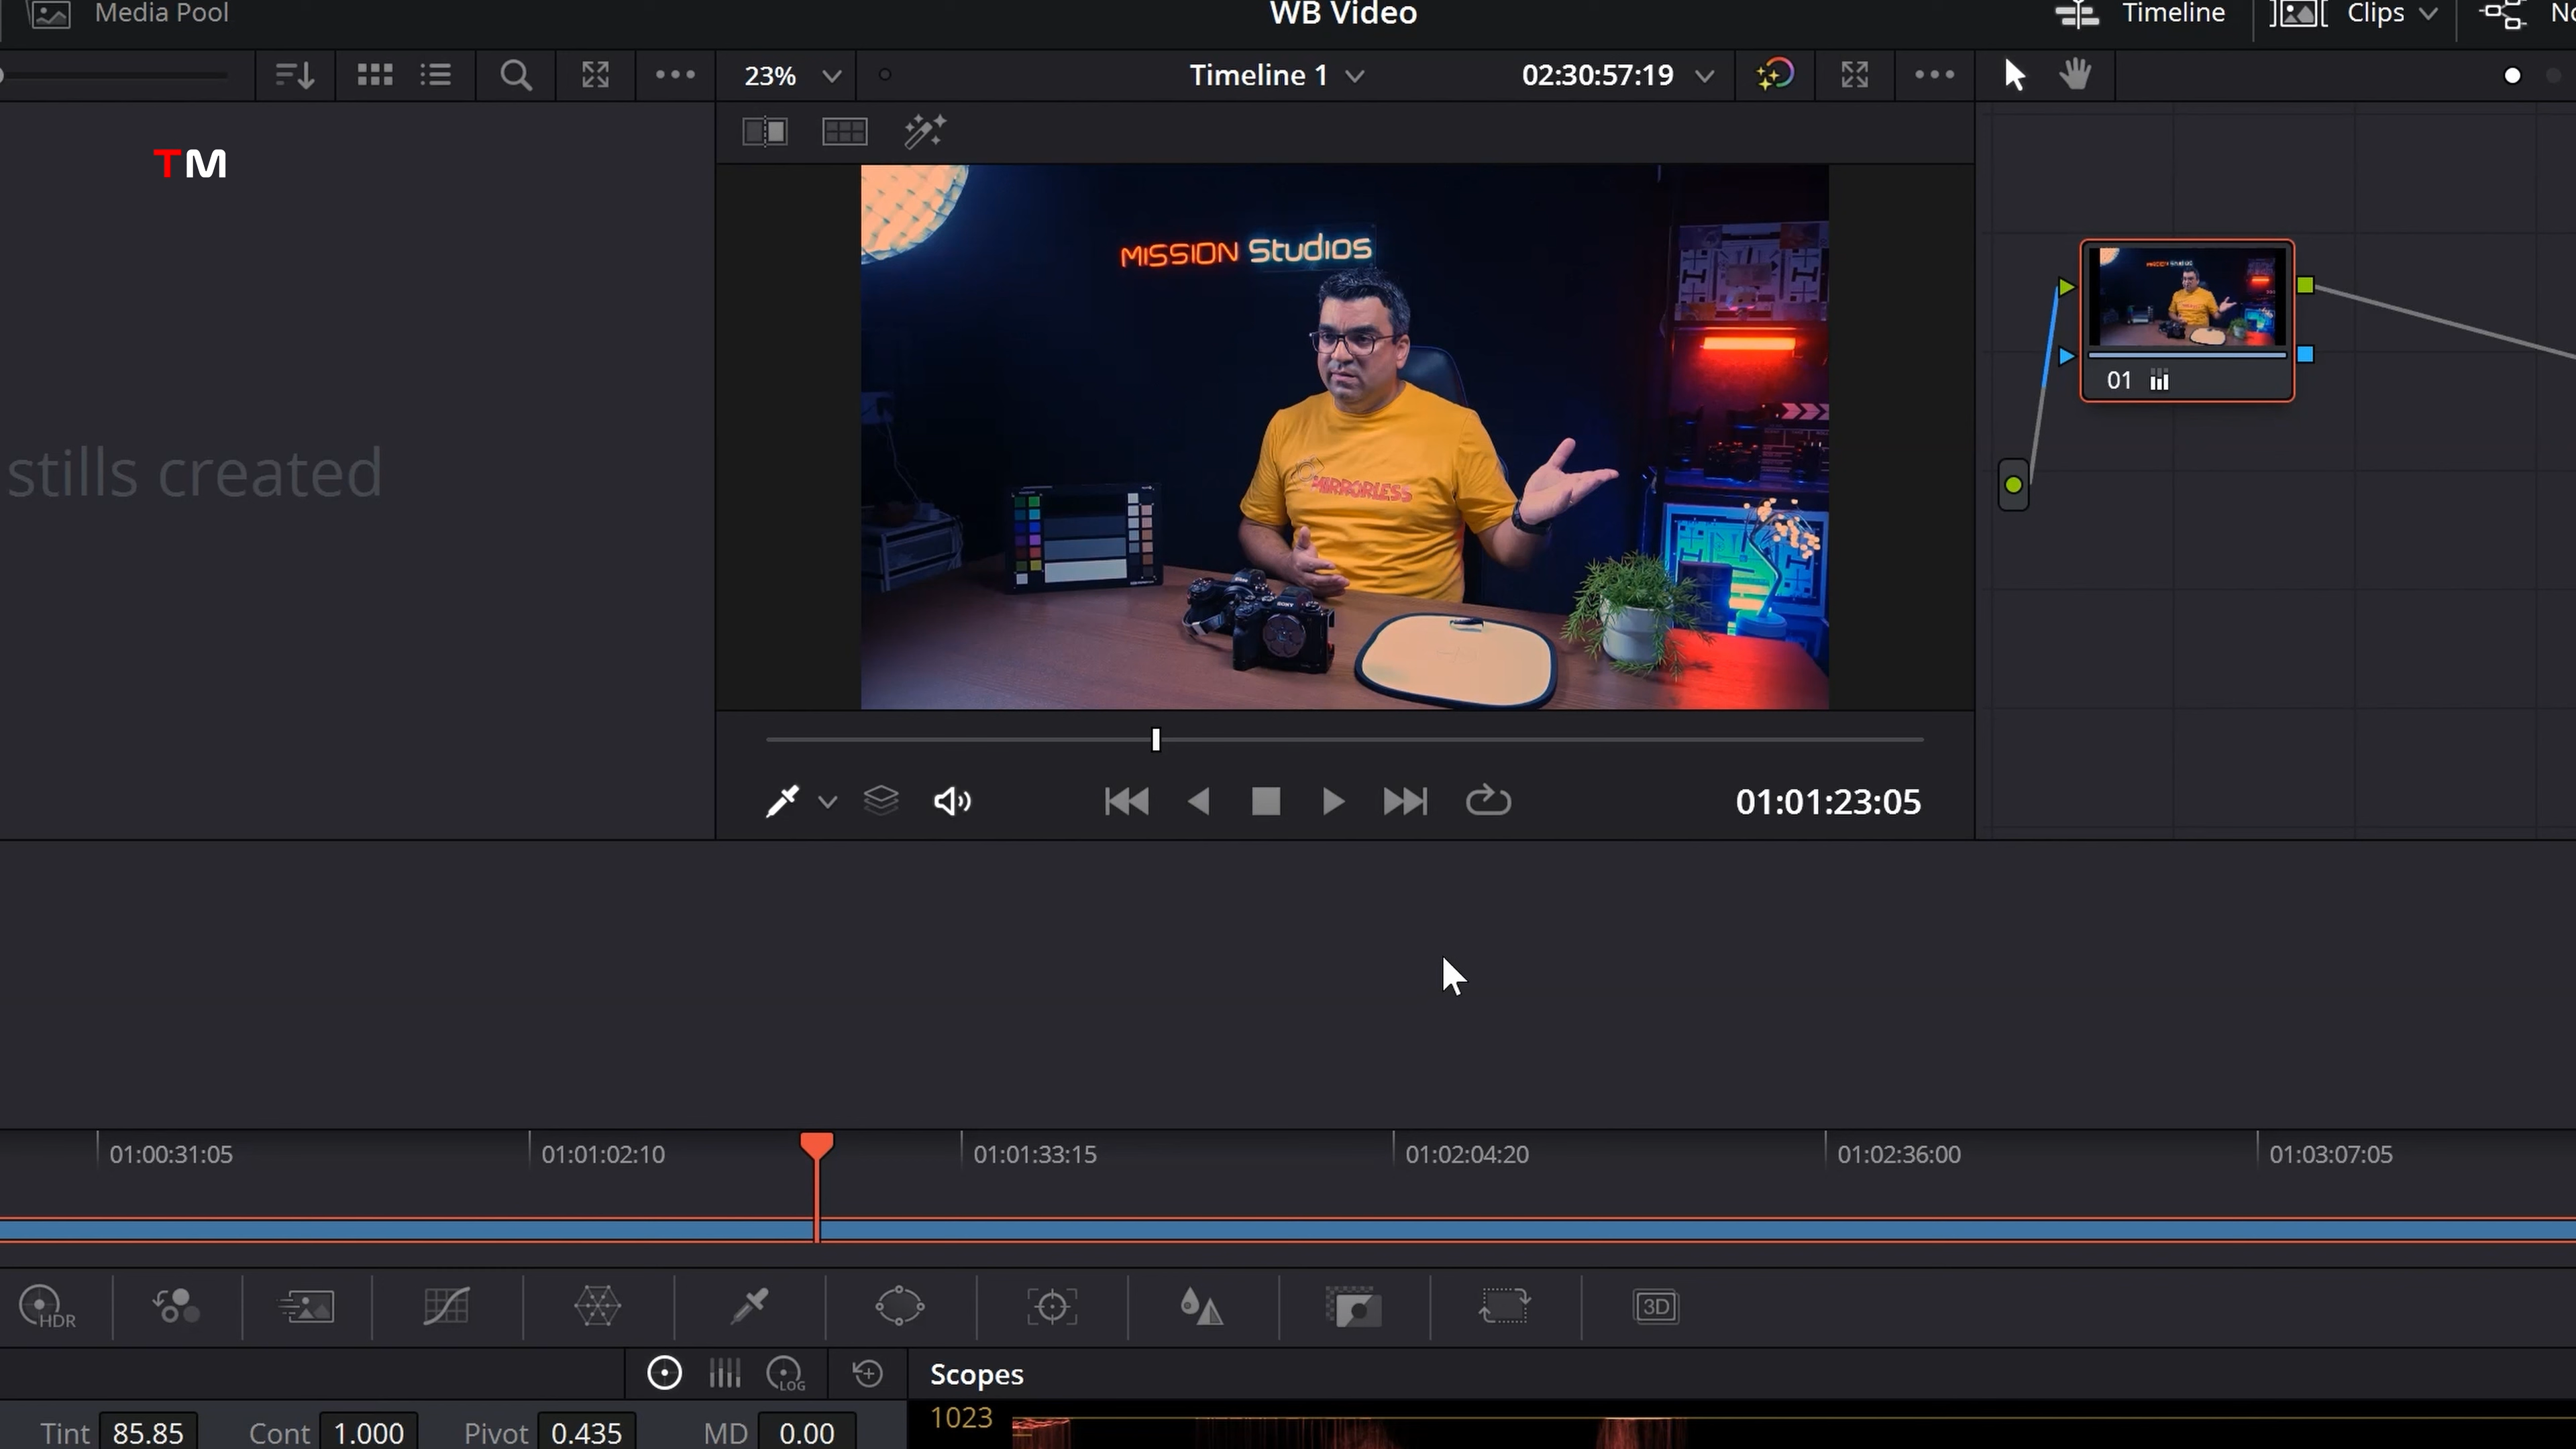 Media Pool
WB Video
Timeline
Clips
23%
Timeline 1
02:30:57:19
TM
MISSION Studios
MIRRORLESS
SONY
stills created
01
01:01:23:05
01:00:31:05
01:01:02:10
01:01:33:15
01:02:04:20
01:02:36:00
01:03:07:05
HDR
3D
LOG
Scopes
Tint 85.85 Cont 1.000 Pivot 0.435 MD 0.00
1023